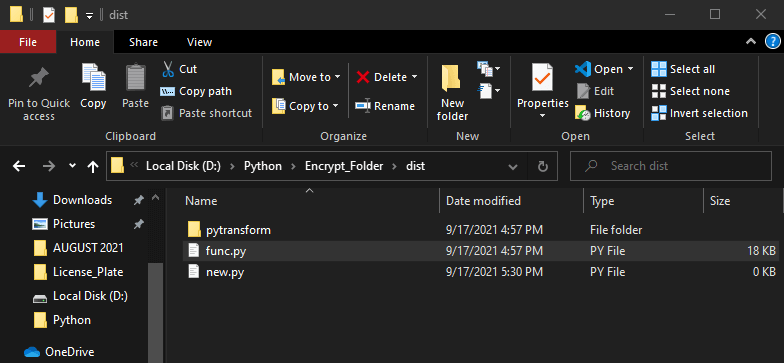 dist
File Home Share View
Pin to Quick access
Copy
Paste
Cut
Copy path
Paste shortcut
Clipboard
Move to
Copy to
Delete
Rename
Organize
New folder
New
Properties
Open
Edit
History
Open
Select all
Select none
Invert selection
Select
« Local Disk (D:) > Python > Encrypt_Folder > dist
Search dist
Downloads
Pictures
AUGUST 2021
License_Plate
Local Disk (D:)
Python
OneDrive
Name Date modified Type Size
pytransform 9/17/2021 4:57 PM File folder
func.py 9/17/2021 4:57 PM PY File 18 KB
new.py 9/17/2021 5:30 PM PY File 0 KB